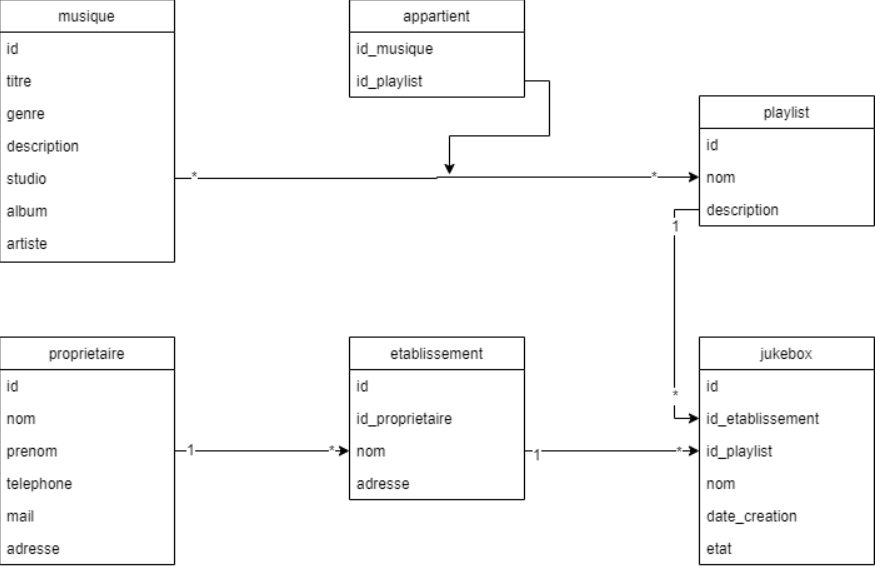 musique
id
titre
genre
description
studio
album
artiste
appartient
id_musique
id_playlist
playlist
id
nom
description
*
*
1
*
proprietaire
id
nom
prenom
telephone
mail
adresse
1
*
etablissement
id
id_proprietaire
nom
adresse
1
*
jukebox
id
id_etablissement
id_playlist
nom
date_creation
etat